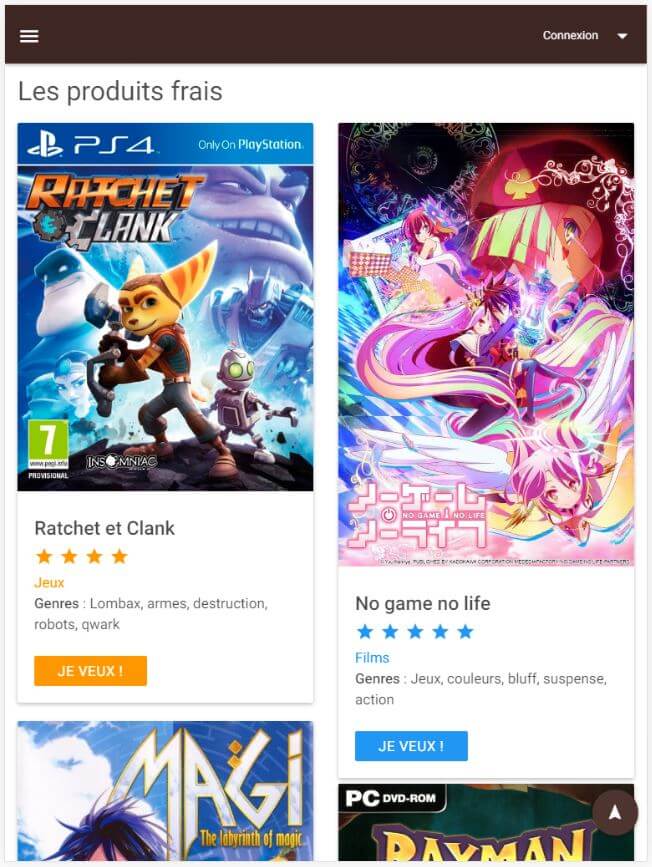 Connexion
Les produits frais
PS4
Only On PlayStation
RATCHET
CLANK
7
www.pegi.info
PROVISIONAL
INSOMNIAC
Ratchet et Clank
Jeux
Genres : Lombax, armes, destruction,
robots, qwark
JE VEUX !
ノーゲーム
NO GAME NO LIFE
ノーライフ
No game no life
Films
Genres : Jeux, couleurs, bluff, suspense,
action
JE VEUX !
MAGI
The labyrinth of magic
PC DVD-ROM
RAYMAN